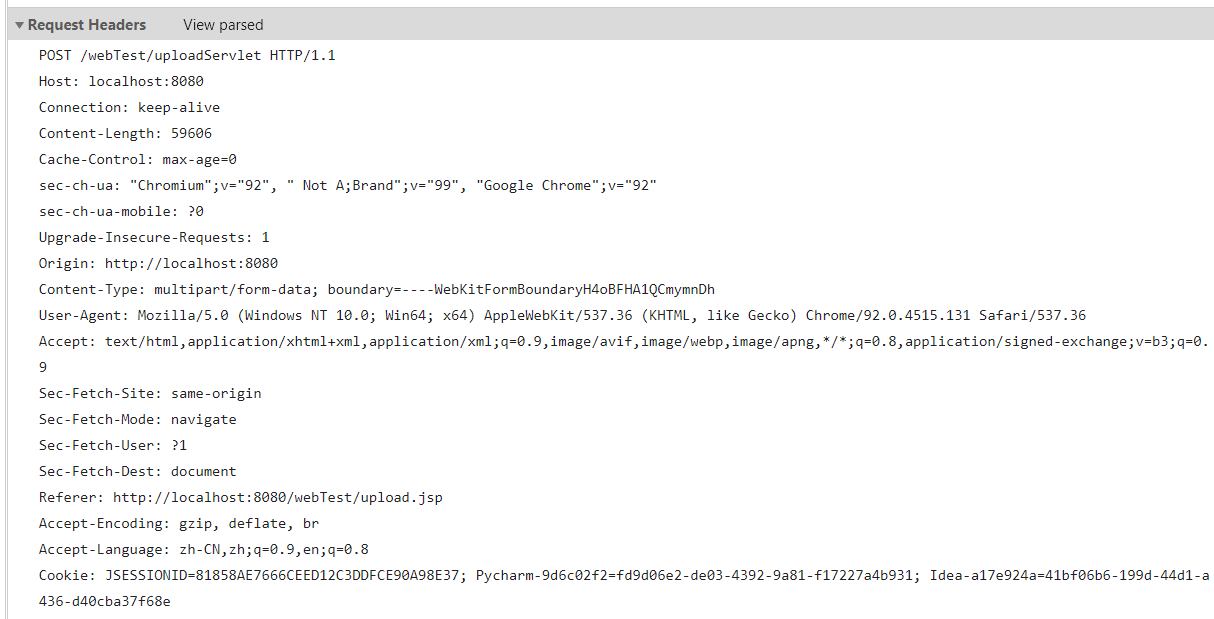 Request Headers View parsed
POST /webTest/uploadServlet HTTP/1.1
Host: localhost:8080
Connection: keep-alive
Content-Length: 59606
Cache-Control: max-age=0
sec-ch-ua: "Chromium";v="92", " Not A;Brand";v="99", "Google Chrome";v="92"
sec-ch-ua-mobile: ?0
Upgrade-Insecure-Requests: 1
Origin: http://localhost:8080
Content-Type: multipart/form-data; boundary=----WebKitFormBoundaryH4oBFHA1QCmymnDh
User-Agent: Mozilla/5.0 (Windows NT 10.0; Win64; x64) AppleWebKit/537.36 (KHTML, like Gecko) Chrome/92.0.4515.131 Safari/537.36
Accept: text/html,application/xhtml+xml,application/xml;q=0.9,image/avif,image/webp,image/apng,*/*;q=0.8,application/signed-exchange;v=b3;q=0.
9
Sec-Fetch-Site: same-origin
Sec-Fetch-Mode: navigate
Sec-Fetch-User: ?1
Sec-Fetch-Dest: document
Referer: http://localhost:8080/webTest/upload.jsp
Accept-Encoding: gzip, deflate, br
Accept-Language: zh-CN,zh;q=0.9,en;q=0.8
Cookie: JSESSIONID=81858AE7666CEED12C3DDFCE90A98E37; Pycharm-9d6c02f2=fd9d06e2-de03-4392-9a81-f17227a4b931; Idea-a17e924a=41bf06b6-199d-44d1-a
436-d40cba37f68e